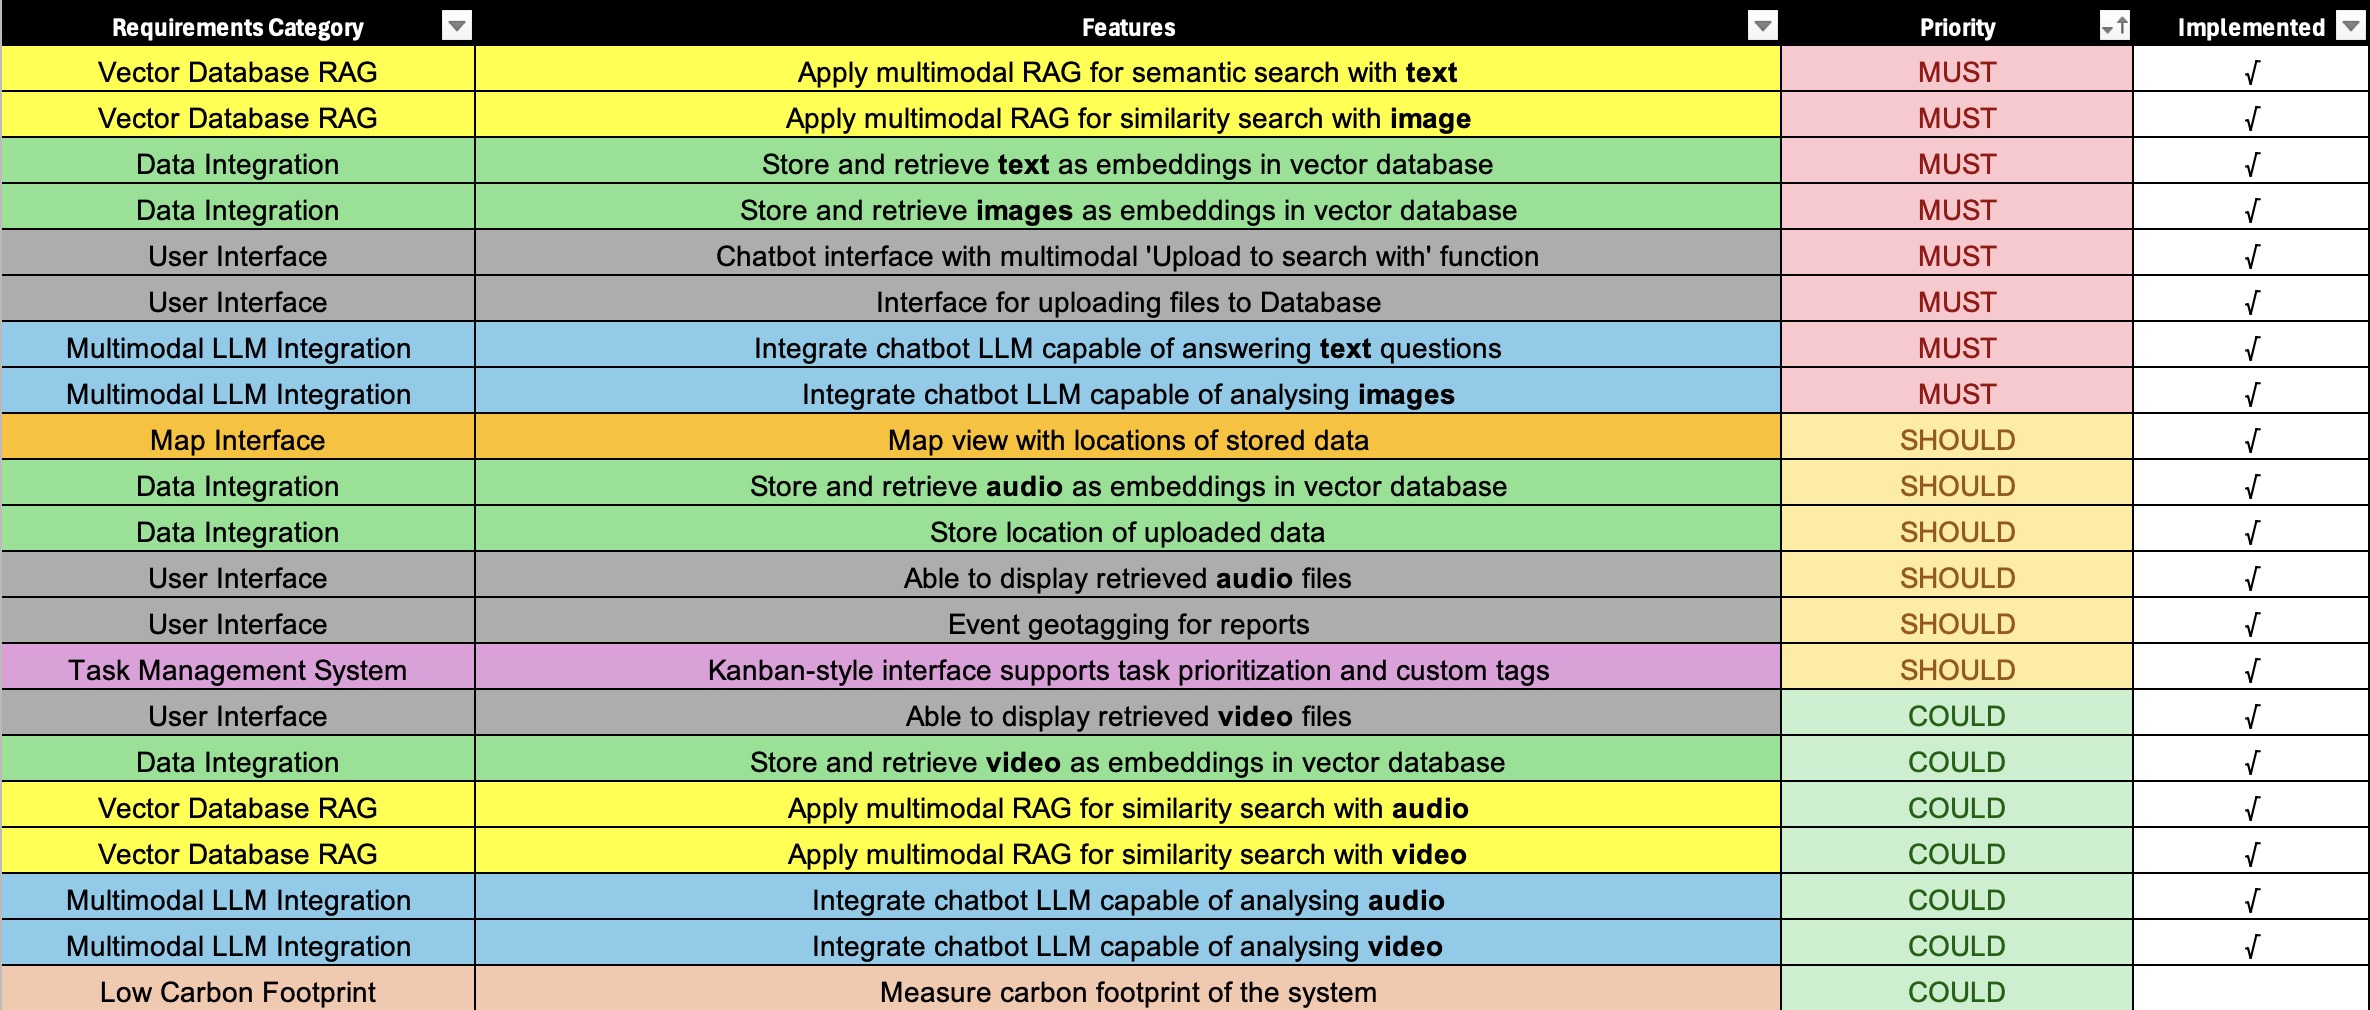 Requirements Category Features Priority Implemented
Vector Database RAG Apply multimodal RAG for semantic search with text MUST √
Vector Database RAG Apply multimodal RAG for similarity search with image MUST √
Data Integration Store and retrieve text as embeddings in vector database MUST √
Data Integration Store and retrieve images as embeddings in vector database MUST √
User Interface Chatbot interface with multimodal 'Upload to search with' function MUST √
User Interface Interface for uploading files to Database MUST √
Multimodal LLM Integration Integrate chatbot LLM capable of answering text questions MUST √
Multimodal LLM Integration Integrate chatbot LLM capable of analysing images MUST √
Map Interface Map view with locations of stored data SHOULD √
Data Integration Store and retrieve audio as embeddings in vector database SHOULD √
Data Integration Store location of uploaded data SHOULD √
User Interface Able to display retrieved audio files SHOULD √
User Interface Event geotagging for reports SHOULD √
Task Management System Kanban-style interface supports task prioritization and custom tags SHOULD √
User Interface Able to display retrieved video files COULD √
Data Integration Store and retrieve video as embeddings in vector database COULD √
Vector Database RAG Apply multimodal RAG for similarity search with audio COULD √
Vector Database RAG Apply multimodal RAG for similarity search with video COULD √
Multimodal LLM Integration Integrate chatbot LLM capable of analysing audio COULD √
Multimodal LLM Integration Integrate chatbot LLM capable of analysing video COULD √
Low Carbon Footprint Measure carbon footprint of the system COULD